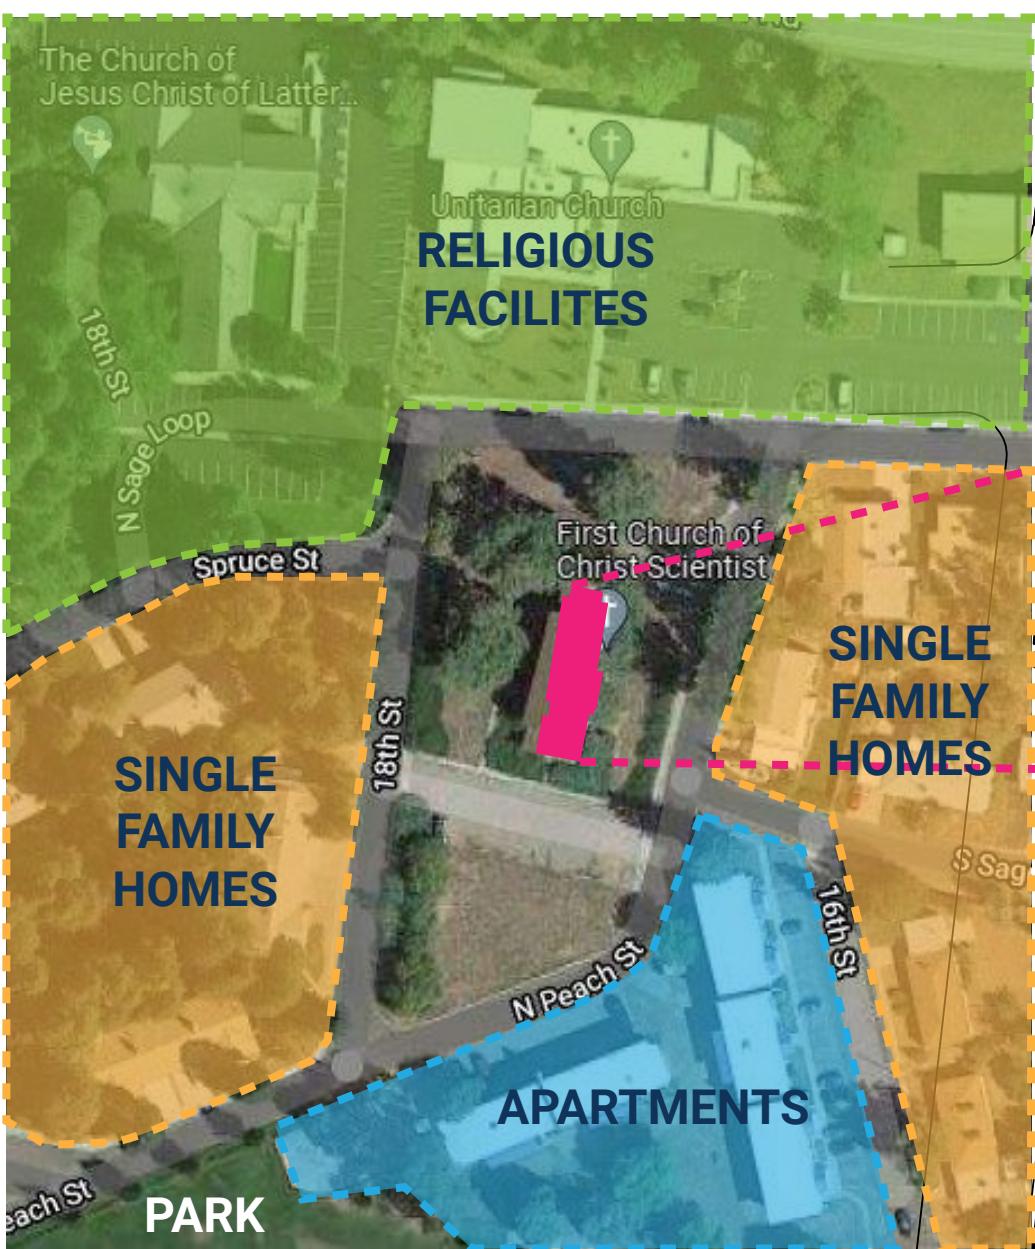 The Church of
Jesus Christ of Latter...
Unitarian Church
RELIGIOUS
FACILITES
18th St
N Sage Loop
First Church of
Christ Scientist
Spruce St
SINGLE
FAMILY
HOMES
18th St
SINGLE
FAMILY
HOMES
S Sag
16th St
N Peach St
APARTMENTS
each St
PARK